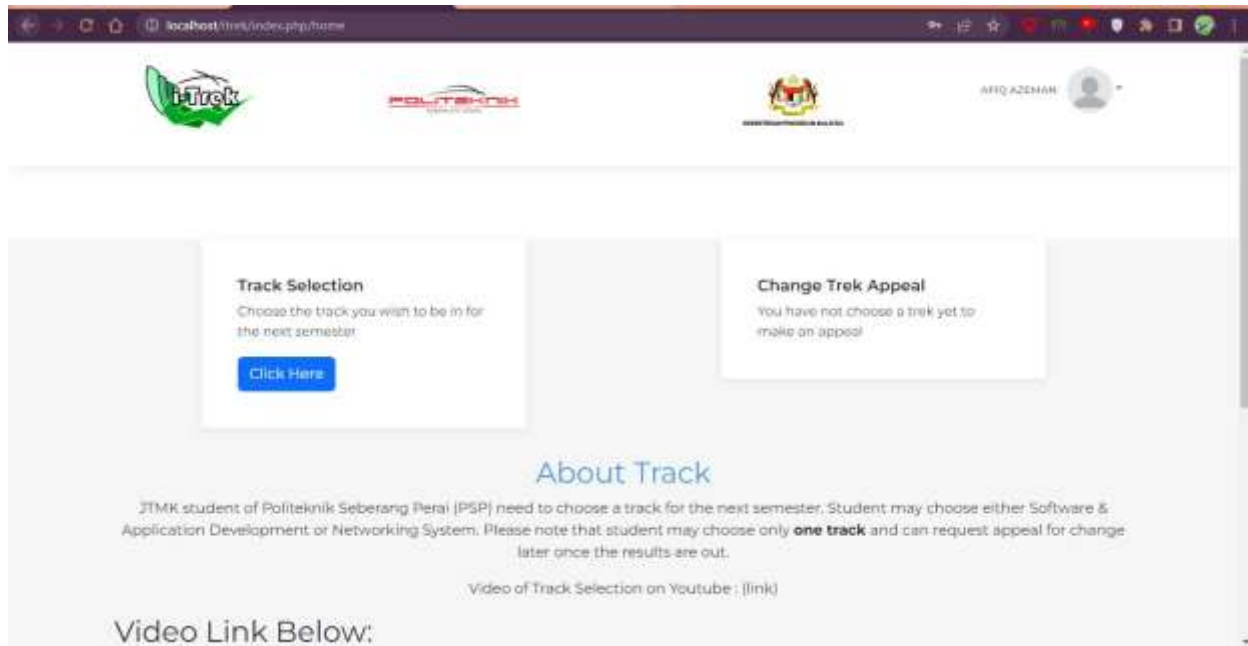 localhost/itrek/index.php/home
i-Trek
POLITEKNIK
AFIQ AZEMAN
Track Selection
Choose the track you wish to be in for
the next semester
Click Here
Change Trek Appeal
You have not choose a trek yet to
make an appeal
About Track
JTMK student of Politeknik Seberang Perai (PSP) need to choose a track for the next semester. Student may choose either Software &
Application Development or Networking System. Please note that student may choose only one track and can request appeal for change
later once the results are out.
Video of Track Selection on Youtube : (link)
Video Link Below: